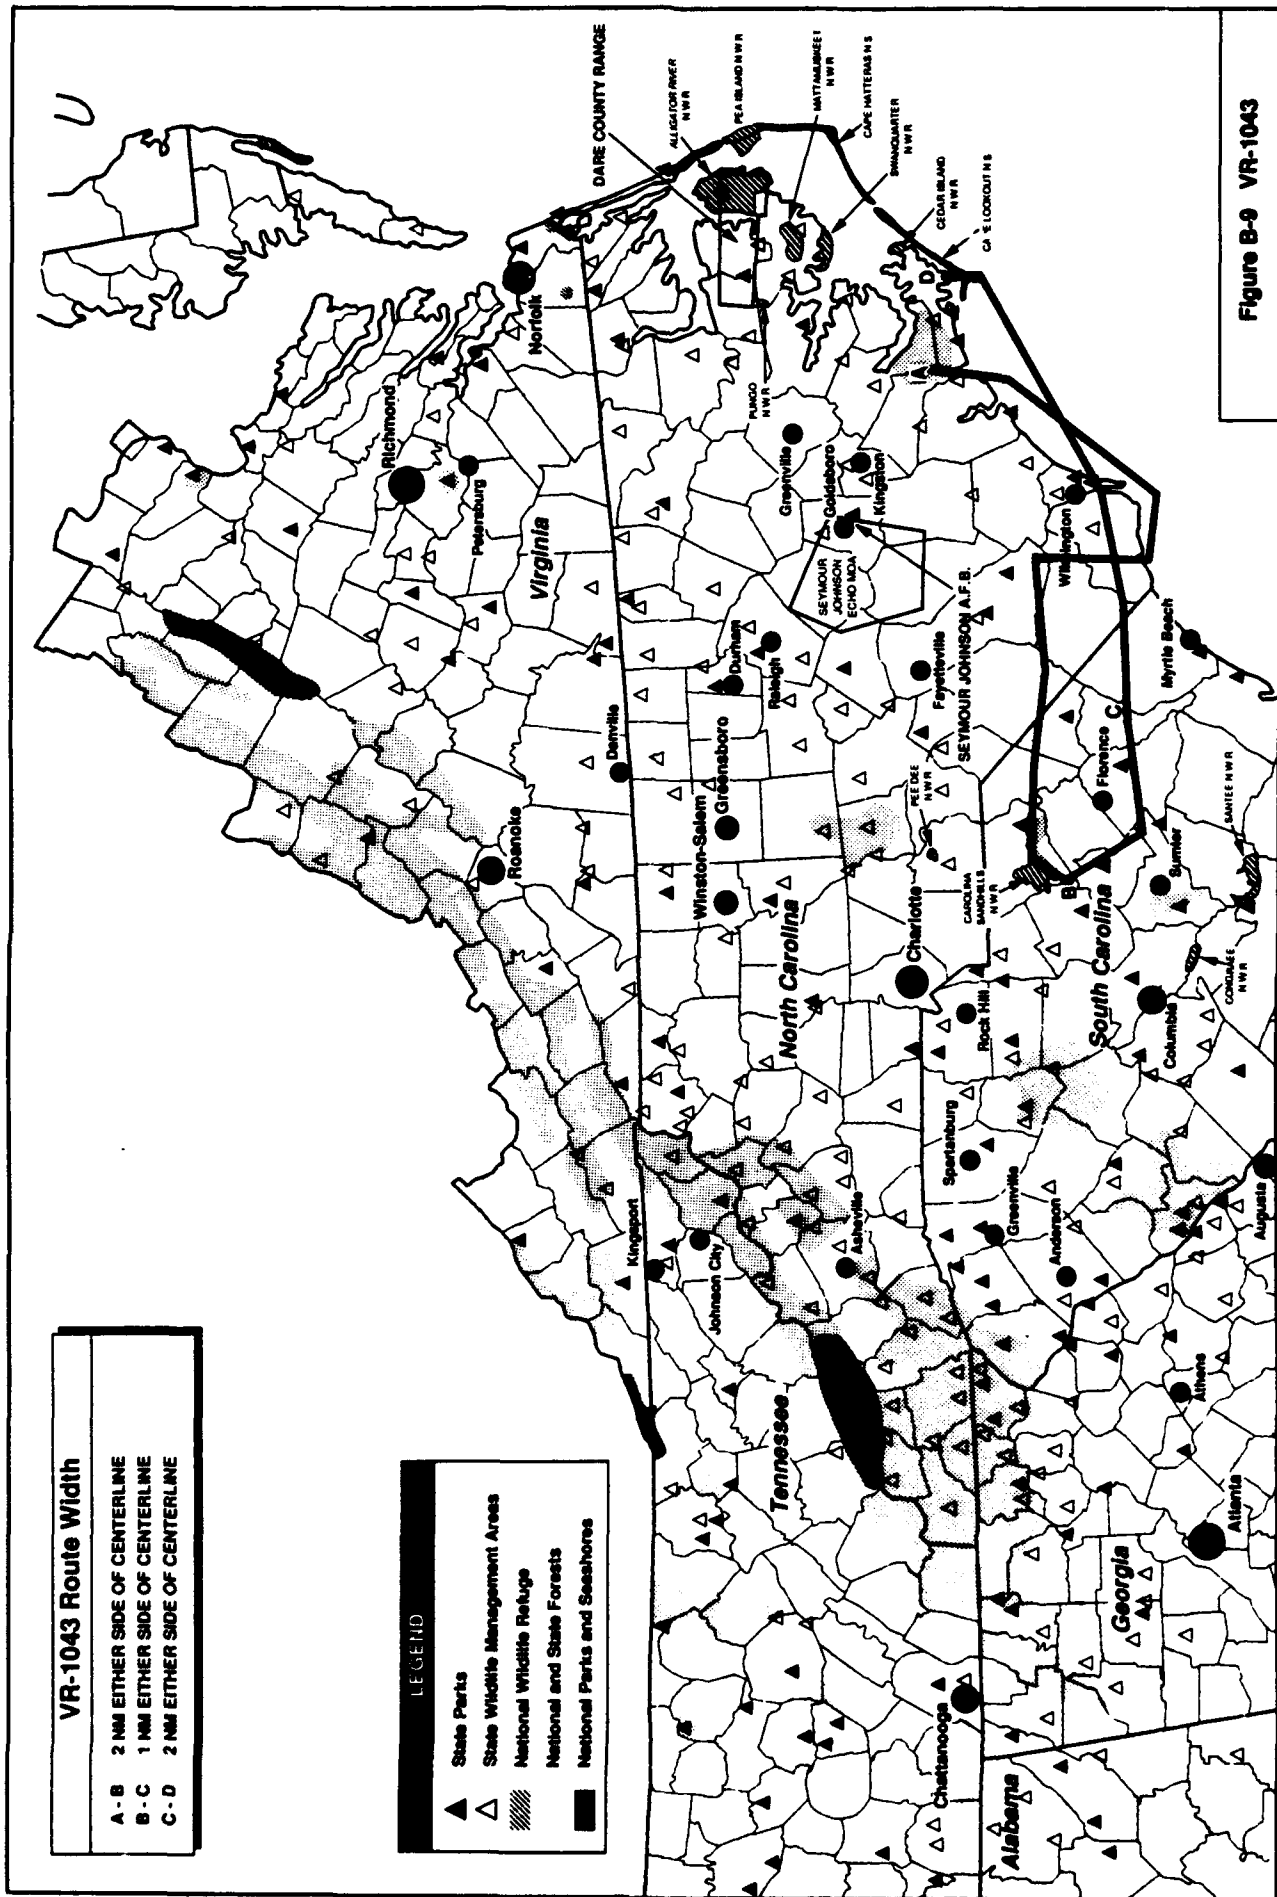 VR-1043 Route Width
A - B 2 NM EITHER SIDE OF CENTERLINE
B - C 1 NM EITHER SIDE OF CENTERLINE
C - D 2 NM EITHER SIDE OF CENTERLINE
LEGEND
State Parks
State Wildlife Management Areas
National Wildlife Refuge
National and State Forests
National Parks and Seashores
Richmond
Petersburg
Norfolk
Virginia
Roanoke
Danville
DARE COUNTY RANGE
ALLIGATOR RIVER
N W R
PEA ISLAND N W R
MATTAMUSKEET
N W R
CAPE HATTERAS N S
SWANQUARTER
N W R
CEDAR ISLAND
N W R
CAPE LOOKOUT N S
PUNGO
N W R
Kingsport
Johnson City
Winston-Salem
Greensboro
Durham
Raleigh
Greenville
Goldsboro
Kingston
SEYMOUR
JOHNSON
ECHO MOA
SEYMOUR JOHNSON A.F.B.
North Carolina
Tennessee
Asheville
Charlotte
Fayetteville
PEE DEE
N W R
CAROLINA
SANDHILLS
N W R
A
B
C
D
Wilmington
Myrtle Beach
Florence
Sumter
SANTEE N W R
South Carolina
Columbia
CONGAREE
N W R
Rock Hill
Spartanburg
Greenville
Anderson
Augusta
Athens
Atlanta
Georgia
Chattanooga
Alabama
Figure B-9 VR-1043